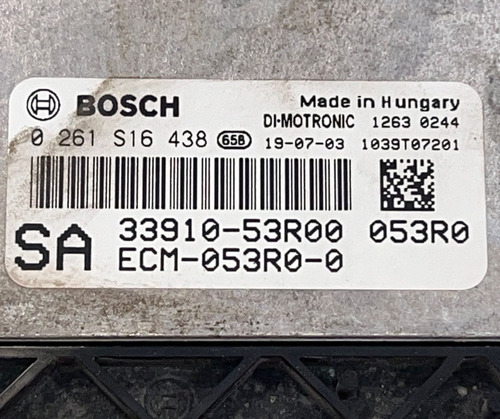 BOSCH Made in Hungary
DI-MOTRONIC 1263 0244
0 261 S16 438 65B 19-07-03 1039T07201
SA 33910-53R00 053R0
ECM-053R0-0